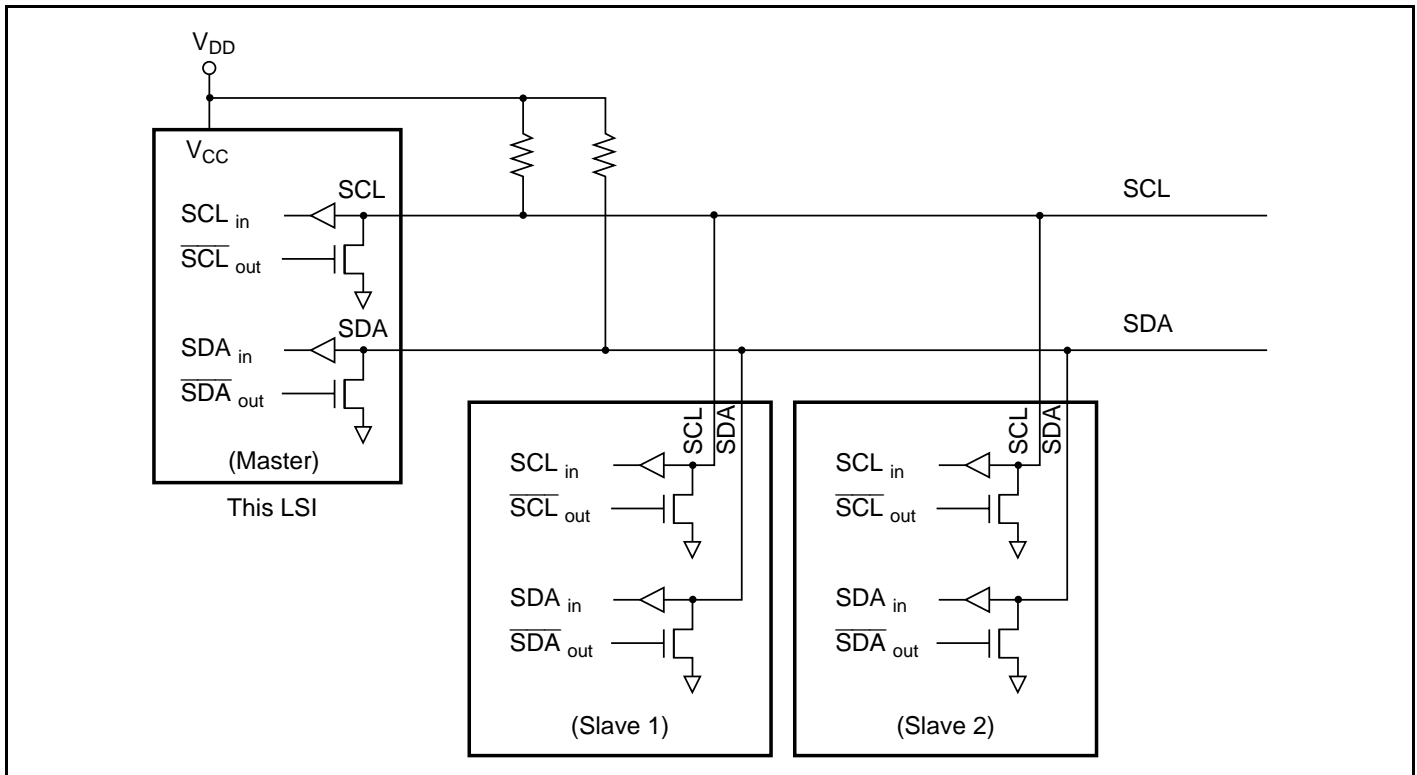 VDD
VCC
SCL
SCL in
SCL out
SDA
SDA in
SDA out
(Master)
This LSI
SCL
SDA
SCL
SDA
SCL in
SCL out
SDA in
SDA out
(Slave 1)
SCL
SDA
SCL in
SCL out
SDA in
SDA out
(Slave 2)